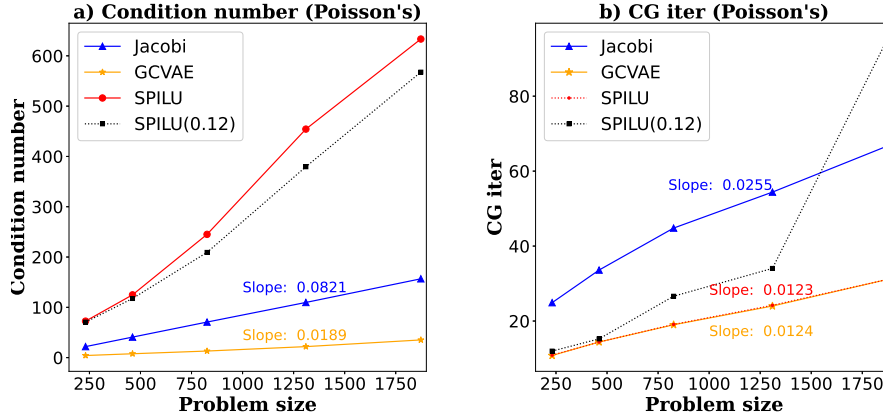 a) Condition number (Poisson's)
Condition number
600
500
400
300
200
100
0
Jacobi
GCVAE
SPILU
SPILU(0.12)
Slope: 0.0821
Slope: 0.0189
250 500 750 1000 1250 1500 1750
Problem size
b) CG iter (Poisson's)
CG iter
80
60
40
20
Jacobi
GCVAE
SPILU
SPILU(0.12)
Slope: 0.0255
Slope: 0.0123
Slope: 0.0124
250 500 750 1000 1250 1500 1750
Problem size